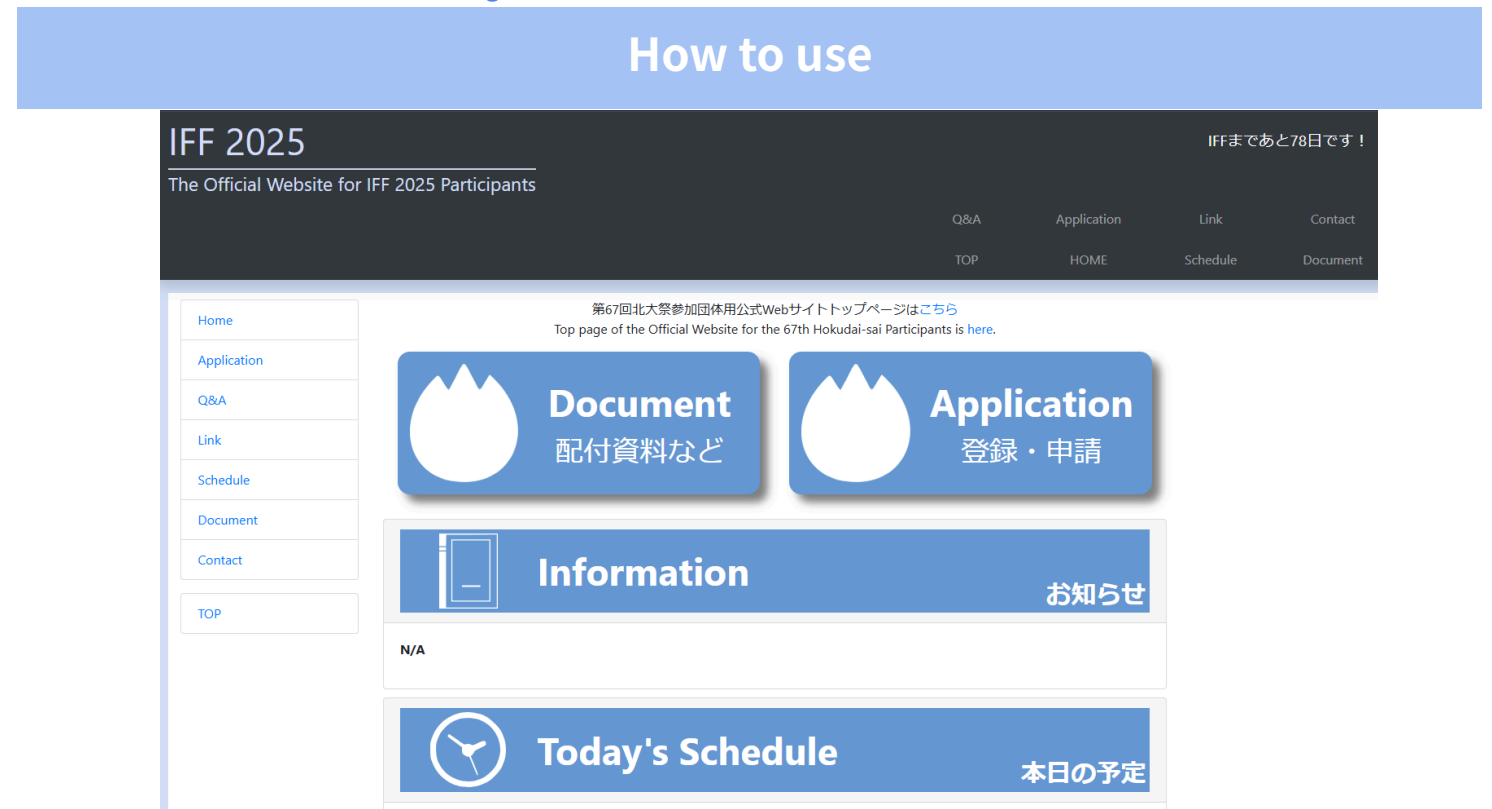 How to use
IFF 2025
IFFまであと78日です！
The Official Website for IFF 2025 Participants
Q&A Application Link Contact
TOP HOME Schedule Document
Home
Application
Q&A
Link
Schedule
Document
Contact
TOP
第67回北大祭参加団体用公式Webサイトトップページはこちら
Top page of the Official Website for the 67th Hokudai-sai Participants is here.
Document
配付資料など
Application
登録・申請
Information
お知らせ
N/A
Today's Schedule
本日の予定